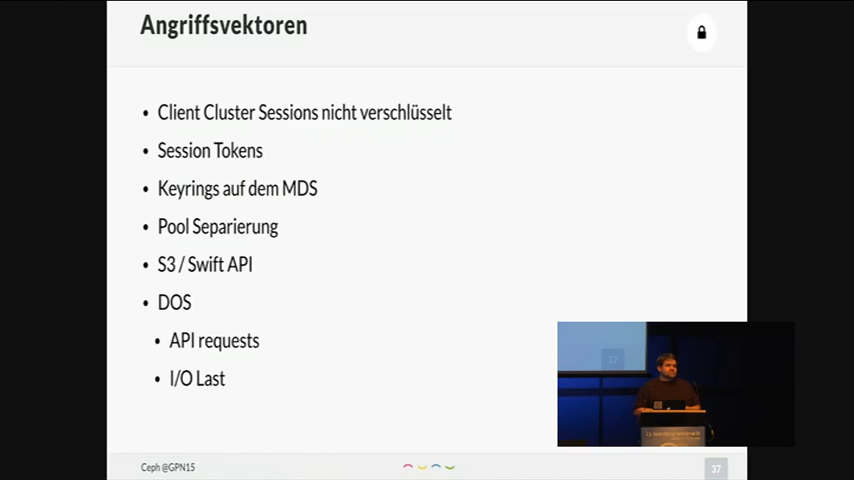 Angriffsvektoren
Client Cluster Sessions nicht verschlüsselt
Session Tokens
Keyrings auf dem MDS
Pool Separierung
S3 / Swift API
DOS
API requests
I/O Last
Ceph @GPN15
37